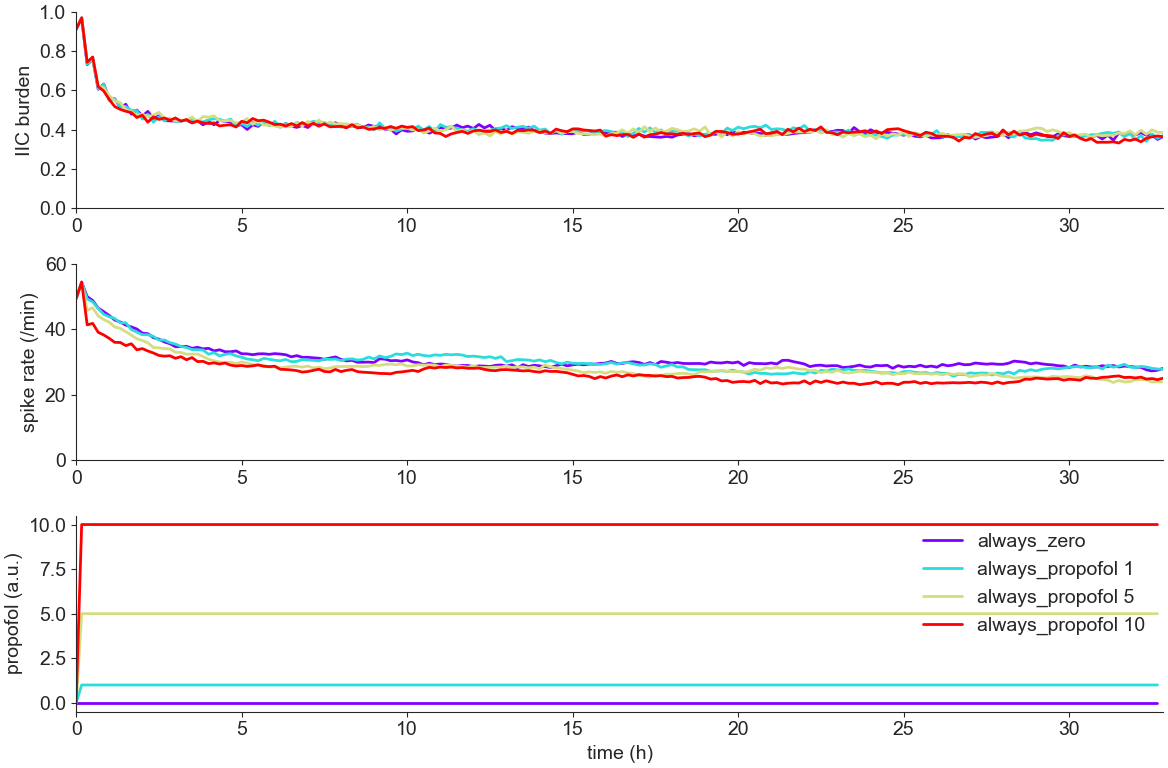 1.0
0.8
0.6
0.4
0.2
0.0
IIC burden
0 5 10 15 20 25 30
60
40
20
0
spike rate (/min)
0 5 10 15 20 25 30
10.0
7.5
5.0
2.5
0.0
propofol (a.u.)
always_zero
always_propofol 1
always_propofol 5
always_propofol 10
0 5 10 15 20 25 30
time (h)